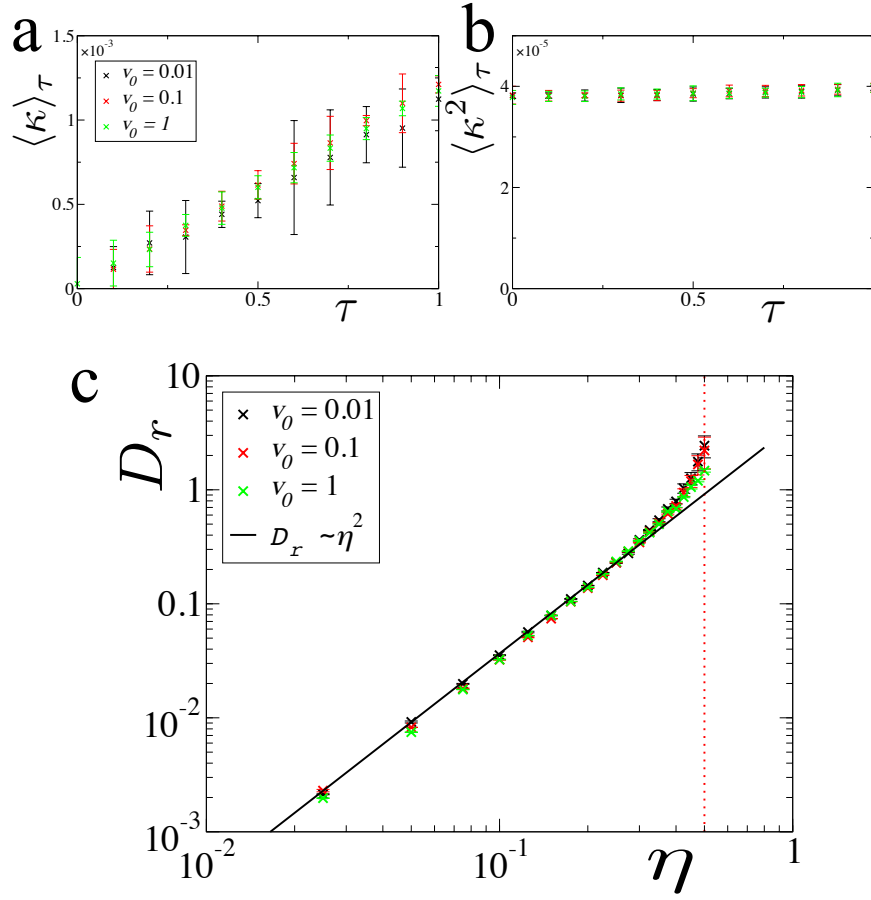 a
×10⁻³
1.5
1
0.5
0
⟨κ⟩τ
v₀ = 0.01
v₀ = 0.1
v₀ = 1
0
0.5
1
τ
b
×10⁻⁵
4
2
0
⟨κ²⟩τ
0
0.5
τ
c
10
1
0.1
10⁻²
10⁻³
D_r
v₀ = 0.01
v₀ = 0.1
v₀ = 1
D_r ~η²
10⁻²
10⁻¹
1
η